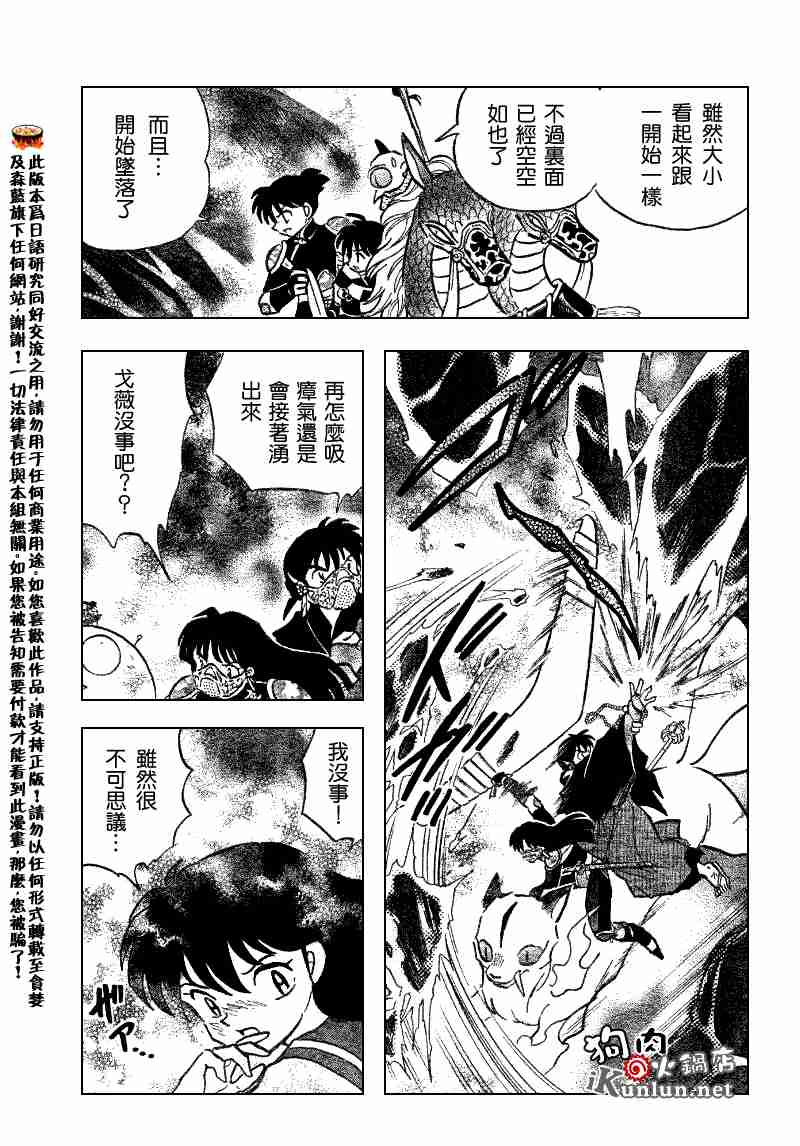 雖然大小
看起來跟
一開始一樣
不過裏面
已經空空
如也了
而且…
開始墜落了
再怎麼吸
瘴氣還是
會接著湧
出來
戈薇沒事吧??
我沒事!
雖然很
不可思議…
ザァ…
此版本爲日語研究同好交流之用,請勿用于任何商業用途。如您喜歡此作品,請支持正版!請勿以任何形式轉載至貪婪
及森藍旗下任何網站,謝謝!一切法律責任與本組無關。如果您被告知需要付款才能看到此漫畫,那麽,您被騙了!
狗肉火鍋店
iKunlun.net